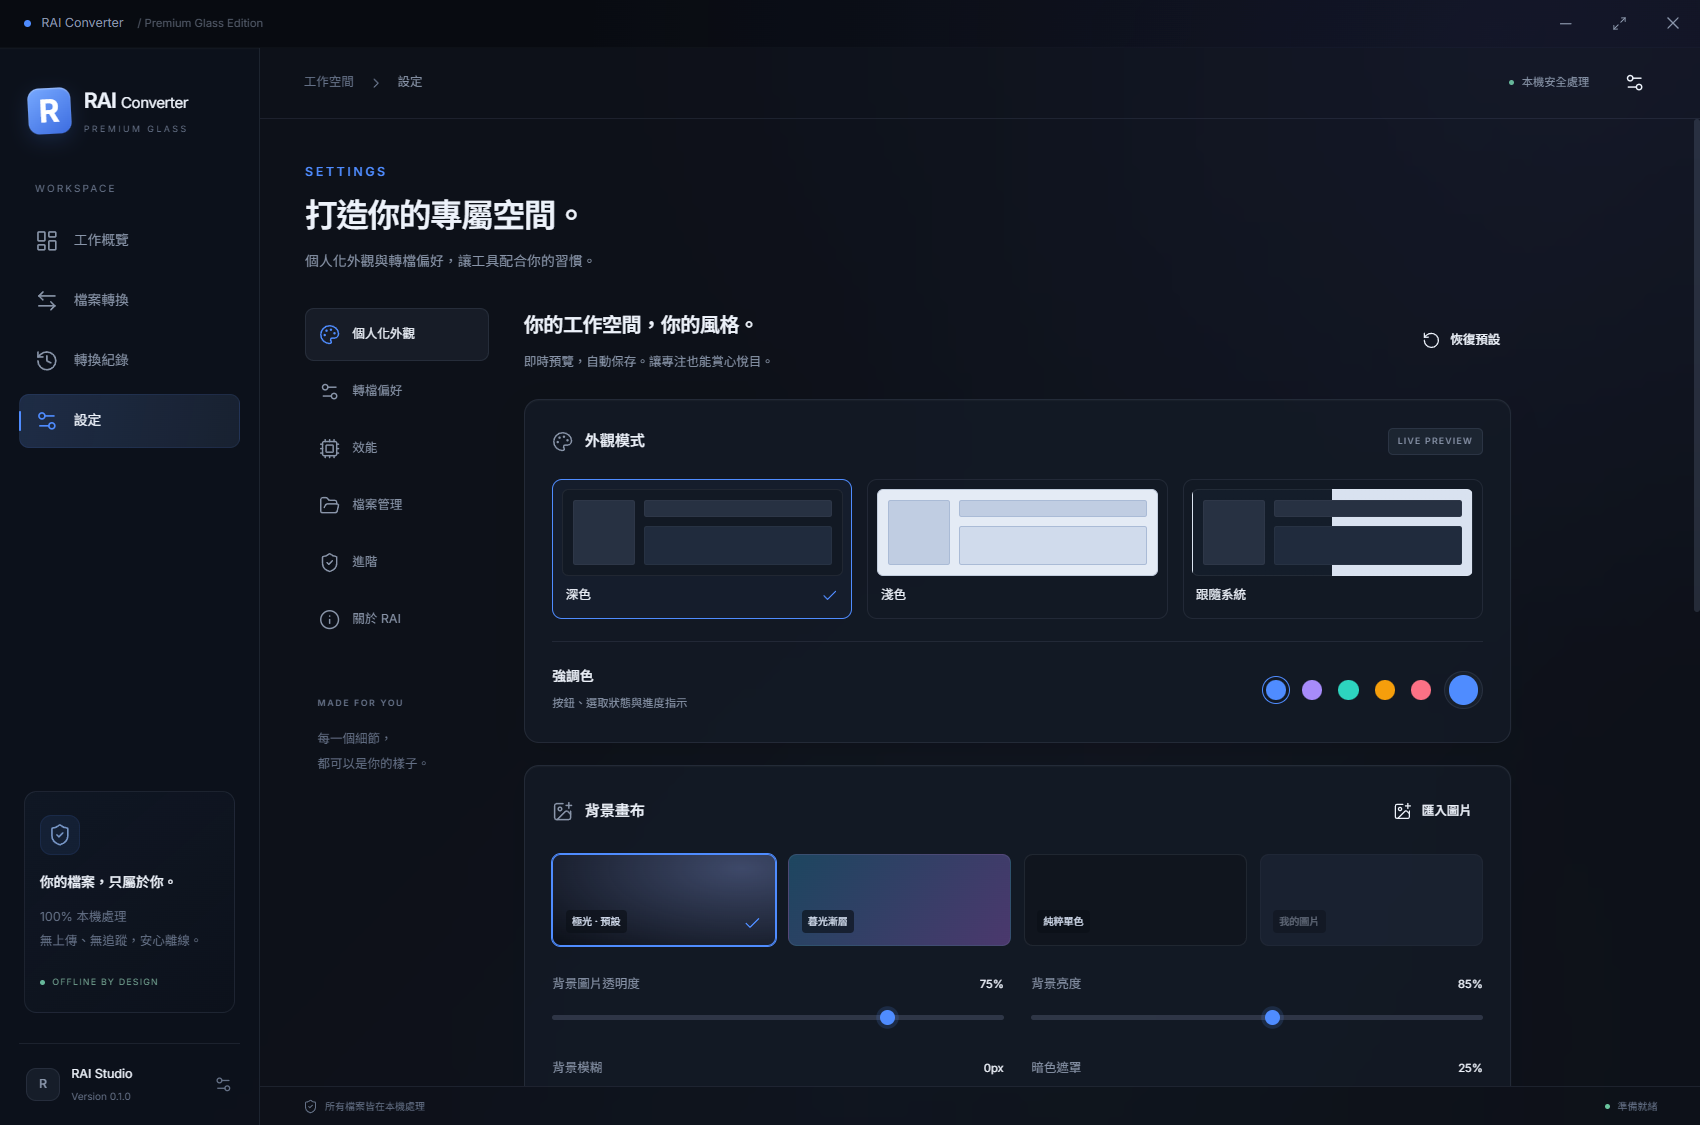 RAI Converter / Premium Glass Edition
R
RAI Converter
PREMIUM GLASS
WORKSPACE
工作概覽
檔案轉換
轉換紀錄
設定
你的檔案，只屬於你。
100% 本機處理
無上傳、無追蹤，安心離線。
OFFLINE BY DESIGN
R
RAI Studio
Version 0.1.0
工作空間
設定
本機安全處理
SETTINGS
打造你的專屬空間。
個人化外觀與轉檔偏好，讓工具配合你的習慣。
個人化外觀
轉檔偏好
效能
檔案管理
進階
關於 RAI
MADE FOR YOU
每一個細節，
都可以是你的樣子。
你的工作空間，你的風格。
即時預覽，自動保存。讓專注也能賞心悅目。
恢復預設
外觀模式
LIVE PREVIEW
深色
淺色
跟隨系統
強調色
按鈕、選取狀態與進度指示
背景畫布
匯入圖片
極光 · 預設
暮光漸層
純粹單色
我的圖片
背景圖片透明度
75%
背景亮度
85%
背景模糊
0px
暗色遮罩
25%
所有檔案皆在本機處理
準備就緒